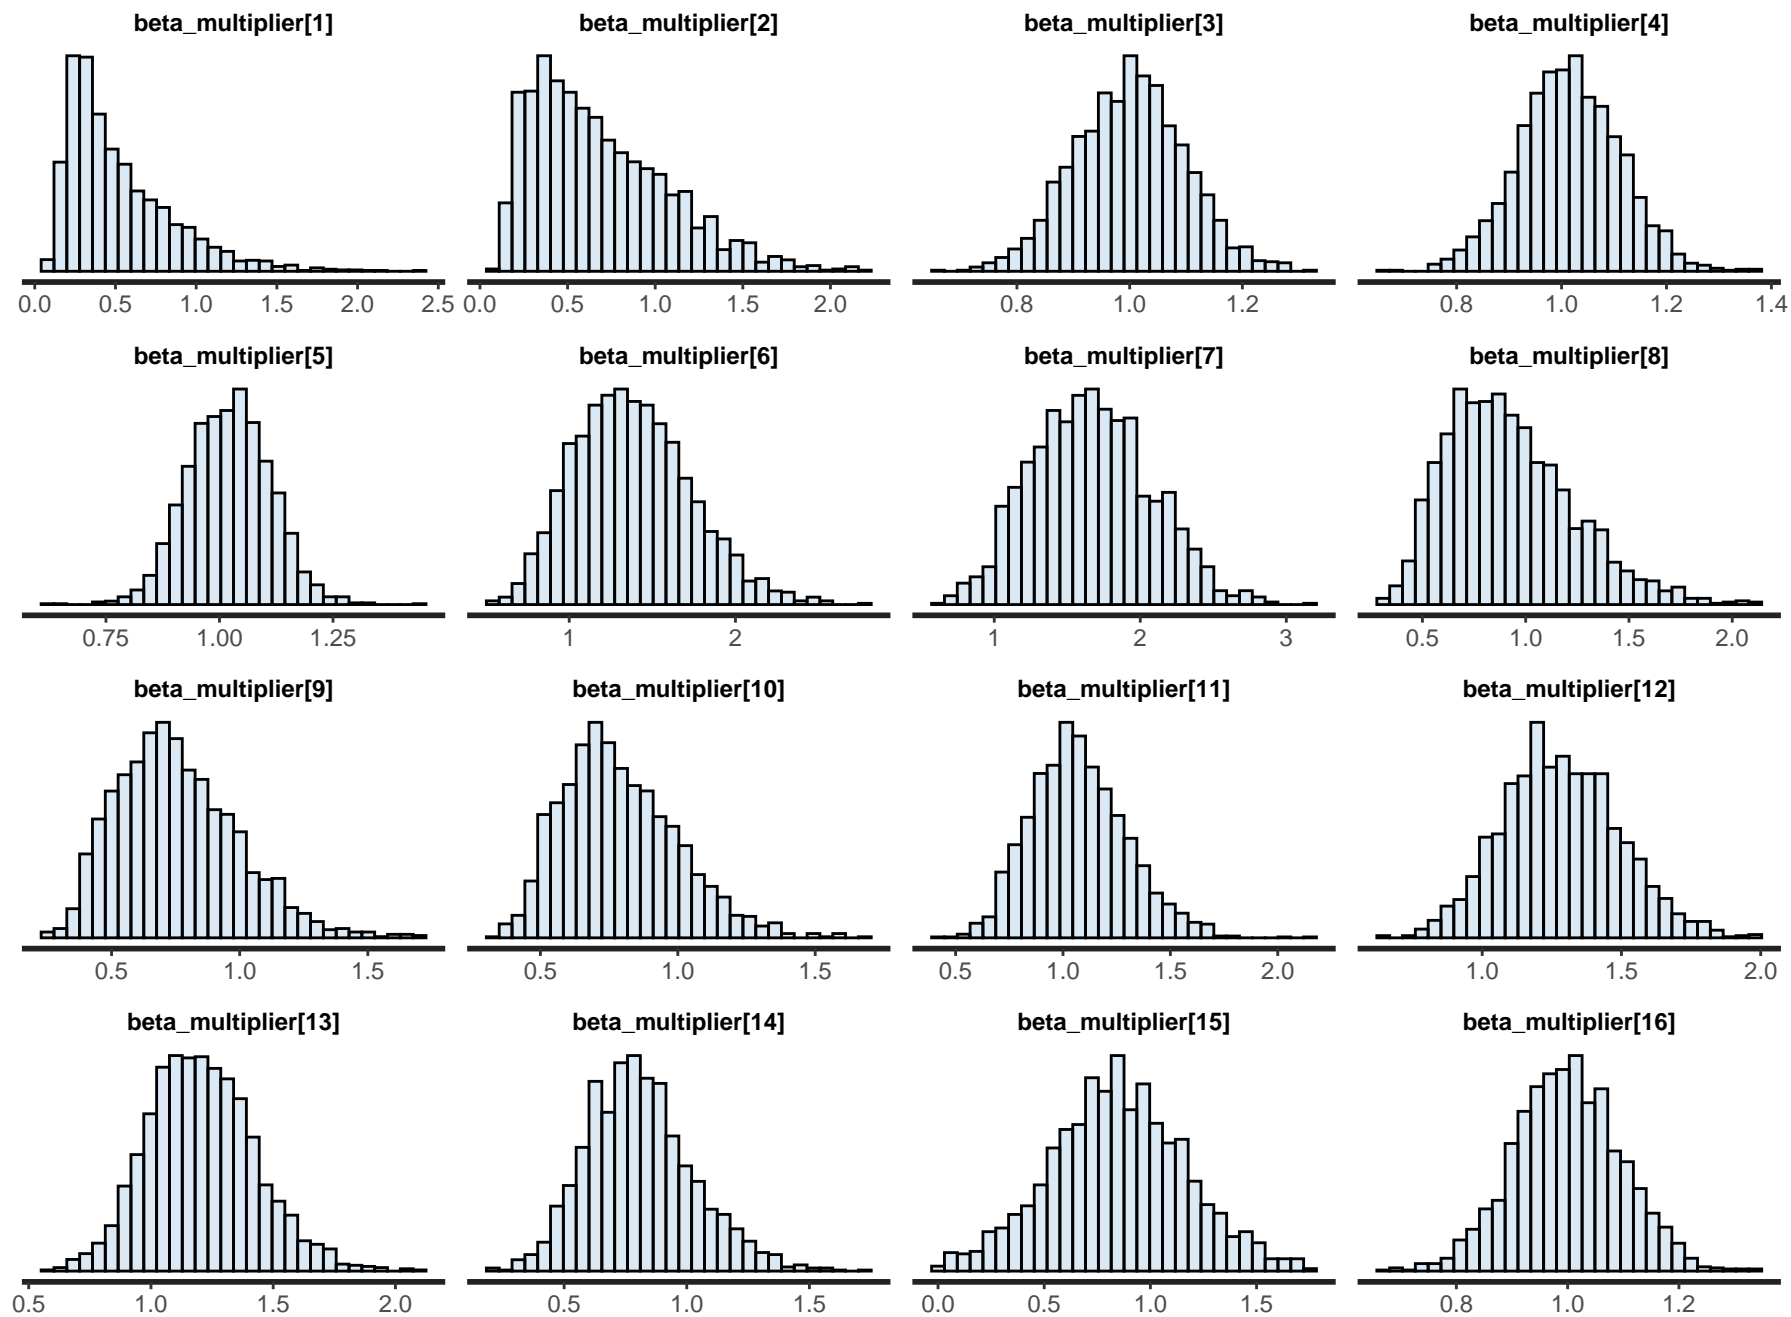 beta_multiplier[1] beta_multiplier[2] beta_multiplier[3] beta_multiplier[4]
0.0 0.5 1.0 1.5 2.0 2.5 0.0 0.5 1.0 1.5 2.0 0.8 1.0 1.2 0.8 1.0 1.2 1.4
beta_multiplier[5] beta_multiplier[6] beta_multiplier[7] beta_multiplier[8]
0.75 1.00 1.25 1 2 1 2 3 0.5 1.0 1.5 2.0
beta_multiplier[9] beta_multiplier[10] beta_multiplier[11] beta_multiplier[12]
0.5 1.0 1.5 0.5 1.0 1.5 0.5 1.0 1.5 2.0 1.0 1.5 2.0
beta_multiplier[13] beta_multiplier[14] beta_multiplier[15] beta_multiplier[16]
0.5 1.0 1.5 2.0 0.5 1.0 1.5 0.0 0.5 1.0 1.5 0.8 1.0 1.2